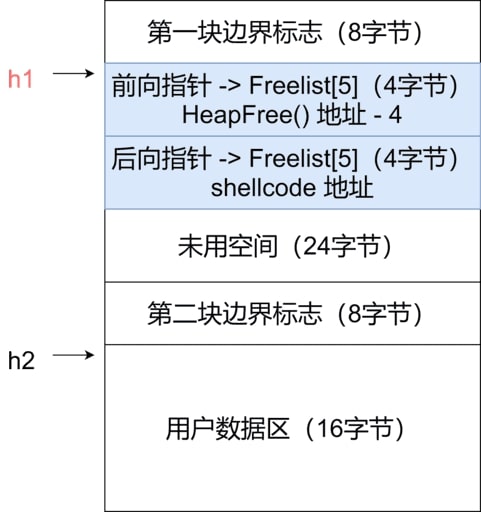 第一块边界标志（8字节）
h1
前向指针 -> Freelist[5]（4字节）
HeapFree() 地址 - 4
后向指针 -> Freelist[5]（4字节）
shellcode 地址
未用空间（24字节）
第二块边界标志（8字节）
h2
用户数据区（16字节）